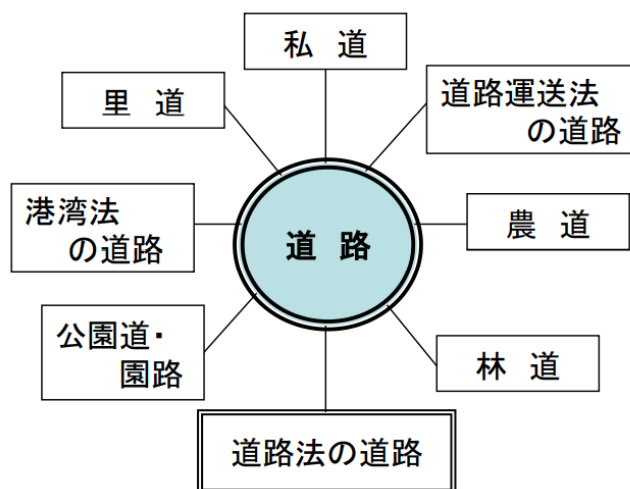 私 道
里 道
道路運送法
の道路
港湾法
の道路
道 路
農 道
公園道・
園路
林 道
道路法の道路